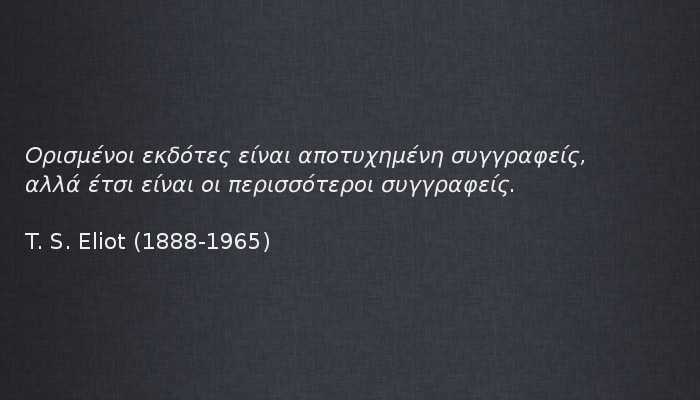 Ορισμένοι εκδότες είναι αποτυχημένη συγγραφείς,
αλλά έτσι είναι οι περισσότεροι συγγραφείς.
T. S. Eliot (1888-1965)